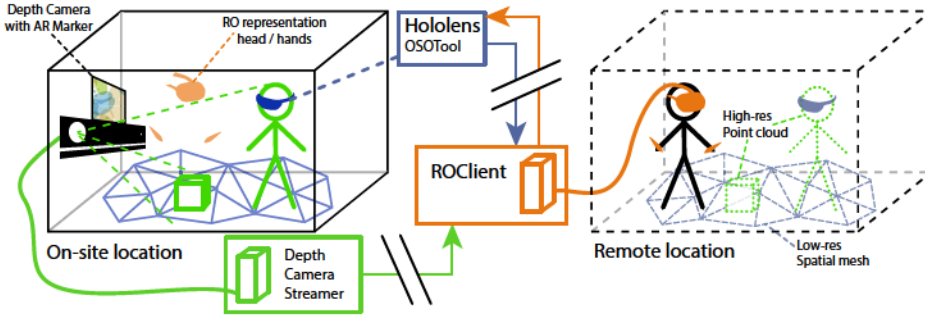 Depth Camera
with AR Marker
RO representation
head / hands
Hololens
OSOTool
High-res
Point cloud
ROClient
On-site location
Remote location
Depth
Camera
Streamer
Low-res
Spatial mesh